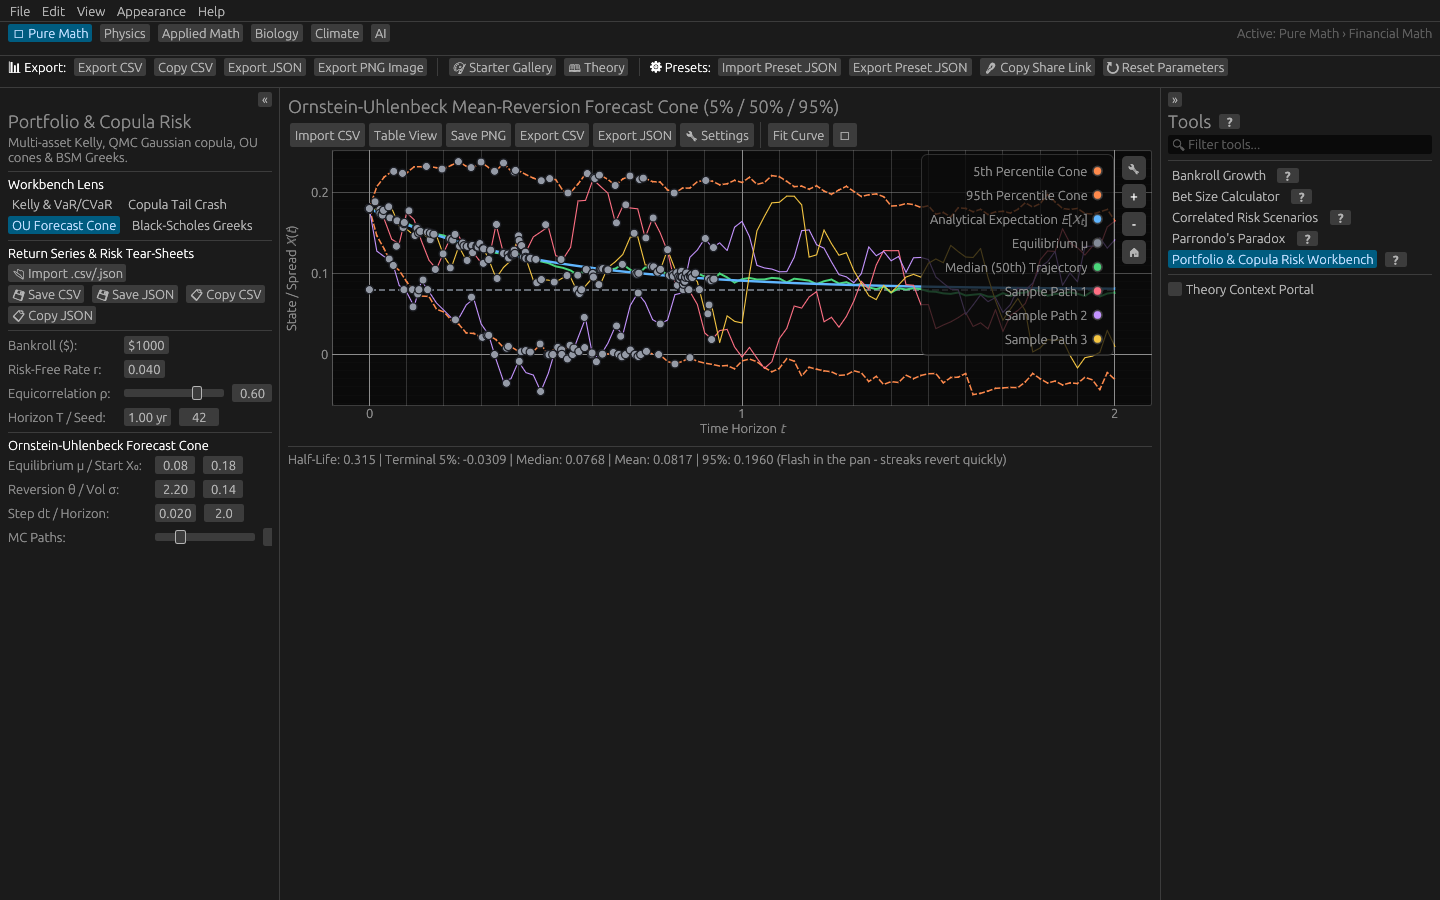 File Edit View Appearance Help
Pure Math Physics Applied Math Biology Climate AI Active: Pure Math › Financial Math
Export: Export CSV Copy CSV Export JSON Export PNG Image Starter Gallery Theory Presets: Import Preset JSON Export Preset JSON Copy Share Link Reset Parameters
«
Portfolio & Copula Risk
Multi-asset Kelly, QMC Gaussian copula, OU
cones & BSM Greeks.
Workbench Lens
Kelly & VaR/CVaR Copula Tail Crash
OU Forecast Cone Black-Scholes Greeks
Return Series & Risk Tear-Sheets
Import .csv/.json
Save CSV Save JSON Copy CSV
Copy JSON
Bankroll ($): $1000
Risk-Free Rate r: 0.040
Equicorrelation ρ: 0.60
Horizon T / Seed: 1.00 yr 42
Ornstein-Uhlenbeck Forecast Cone
Equilibrium μ / Start X₀: 0.08 0.18
Reversion θ / Vol σ: 2.20 0.14
Step dt / Horizon: 0.020 2.0
MC Paths:
Ornstein-Uhlenbeck Mean-Reversion Forecast Cone (5% / 50% / 95%)
Import CSV Table View Save PNG Export CSV Export JSON Settings Fit Curve
5th Percentile Cone
95th Percentile Cone
Analytical Expectation E[Xₜ]
Equilibrium μ
Median (50th) Trajectory
Sample Path 1
Sample Path 2
Sample Path 3
+
-
State / Spread X(t)
0.2
0.1
0
0 1 2
Time Horizon t
Half-Life: 0.315 | Terminal 5%: -0.0309 | Median: 0.0768 | Mean: 0.0817 | 95%: 0.1960 (Flash in the pan - streaks revert quickly)
»
Tools ?
Filter tools...
Bankroll Growth ?
Bet Size Calculator ?
Correlated Risk Scenarios ?
Parrondo's Paradox ?
Portfolio & Copula Risk Workbench ?
Theory Context Portal